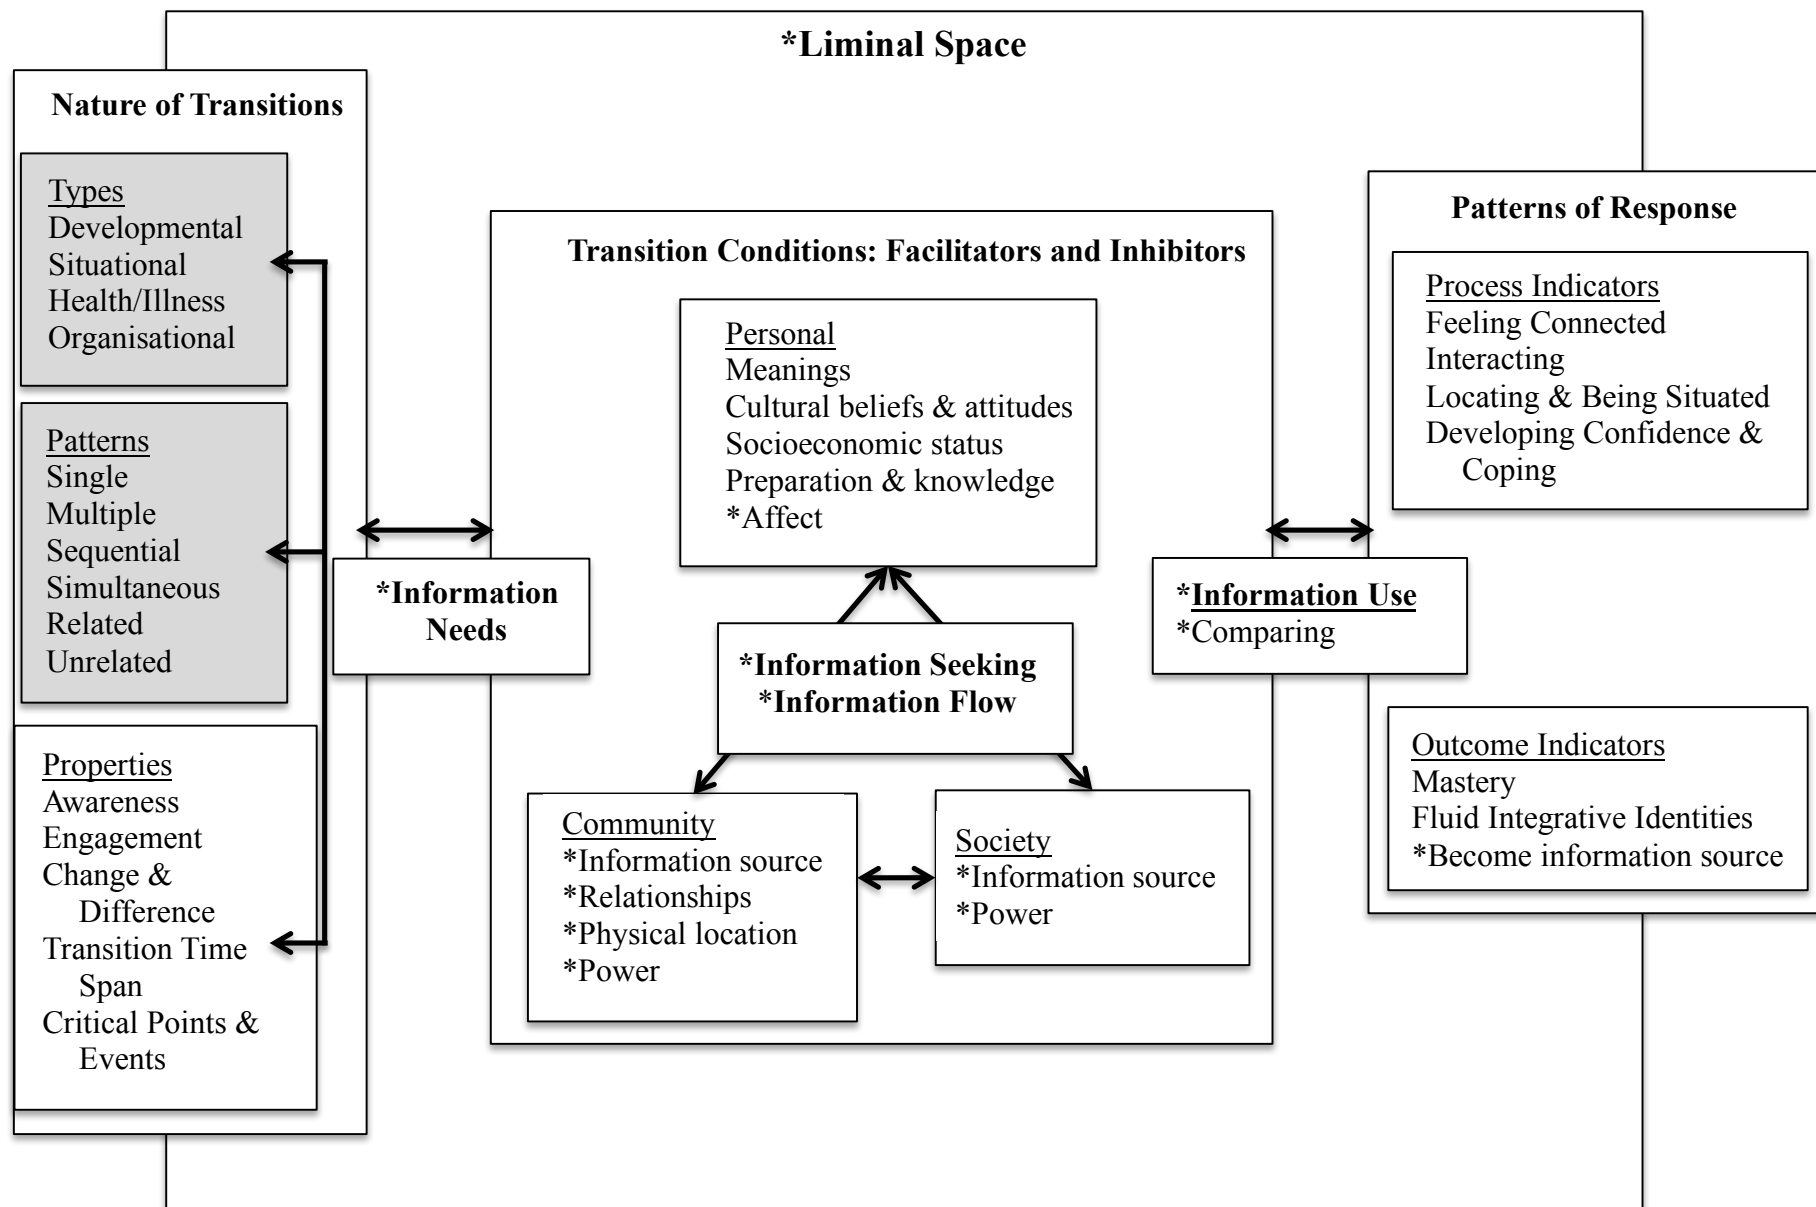 *Liminal Space
Nature of Transitions
Types
Developmental
Situational
Health/Illness
Organisational
Patterns
Single
Multiple
Sequential
Simultaneous
Related
Unrelated
Properties
Awareness
Engagement
Change &
Difference
Transition Time
Span
Critical Points &
Events
*Information
Needs
Transition Conditions: Facilitators and Inhibitors
Personal
Meanings
Cultural beliefs & attitudes
Socioeconomic status
Preparation & knowledge
*Affect
*Information Seeking
*Information Flow
Community
*Information source
*Relationships
*Physical location
*Power
Society
*Information source
*Power
*Information Use
*Comparing
Patterns of Response
Process Indicators
Feeling Connected
Interacting
Locating & Being Situated
Developing Confidence &
Coping
Outcome Indicators
Mastery
Fluid Integrative Identities
*Become information source